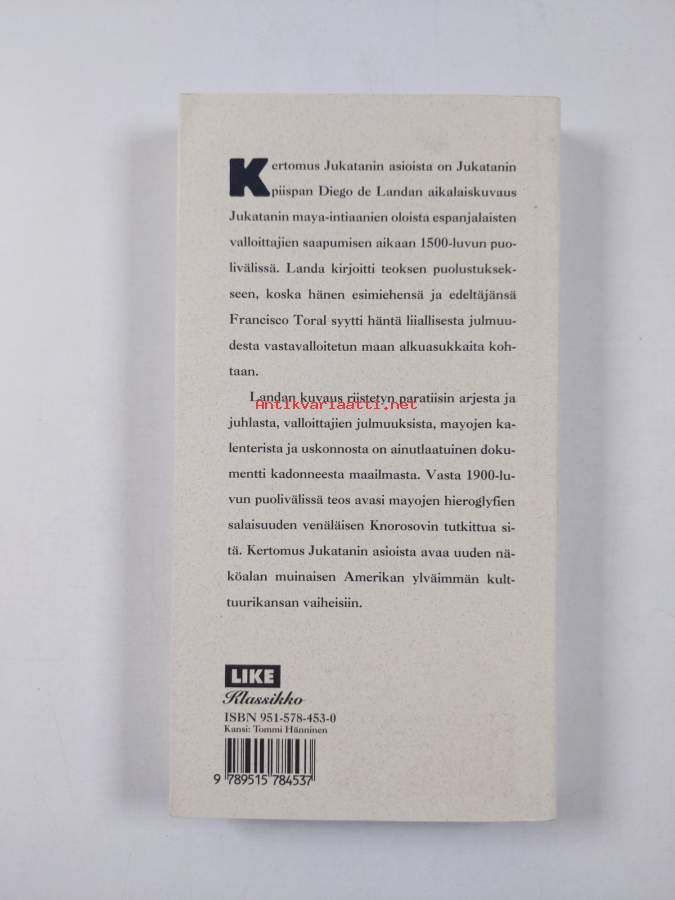 Kertomus Jukatanin asioista on Jukatanin
piispan Diego de Landan aikalaiskuvaus
Jukatanin maya-intiaanien oloista espanjalaisten
valloittajien saapumisen aikaan 1500-luvun puo-
livälissä. Landa kirjoitti teoksen puolustuksek-
seen, koska hänen esimiehensä ja edeltäjänsä
Francisco Toral syytti häntä liiallisesta julmuu-
desta vastavalloitetun maan alkuasukkaita koh-
taan.
Landan kuvaus riistetyn paratiisin arjesta ja
Antikvariaatti.net
juhlasta, valloittajien julmuuksista, mayojen ka-
lenterista ja uskonnosta on ainutlaatuinen doku-
mentti kadonneesta maailmasta. Vasta 1900-lu-
vun puolivälissä teos avasi mayojen hieroglyfien
salaisuuden venäläisen Knorosovin tutkittua si-
tä. Kertomus Jukatanin asioista avaa uuden nä-
köalan muinaisen Amerikan ylväimmän kult-
tuurikansan vaiheisiin.
LIKE
Klassikko
ISBN 951-578-453-0
Kansi: Tommi Hänninen
9 789515 784537